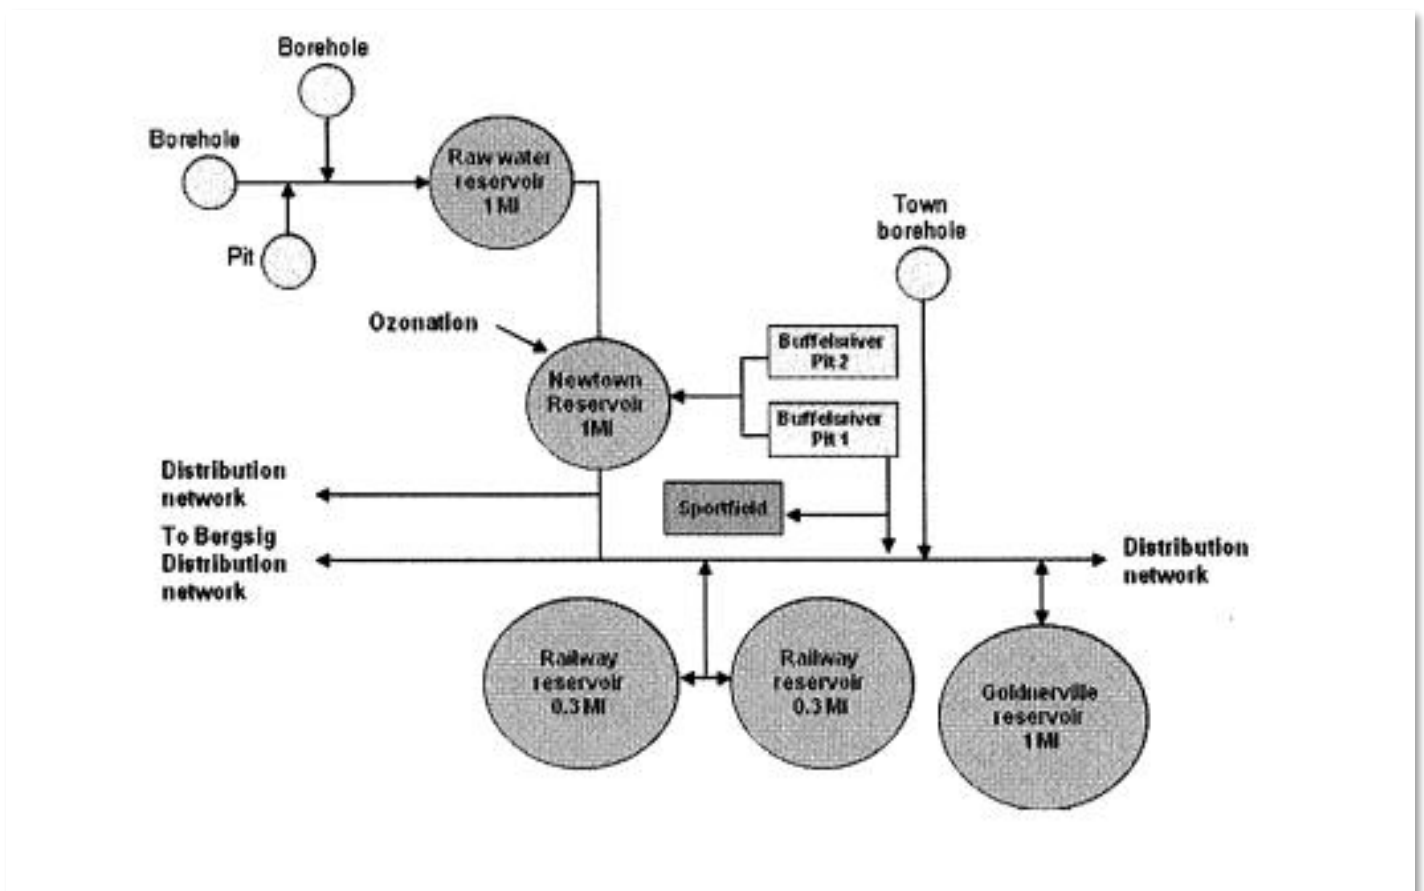 Borehole
Borehole
Raw water
reservoir
1 Ml
Pit
Town
borehole
Ozonation
Buffelsriver
Pit 2
Newtown
Reservoir
1Ml
Buffelsriver
Pit 1
Distribution
network
Sportfield
To Bergsig
Distribution
network
Distribution
network
Railway
reservoir
0.3 Ml
Railway
reservoir
0.3 Ml
Goldnerville
reservoir
1 Ml